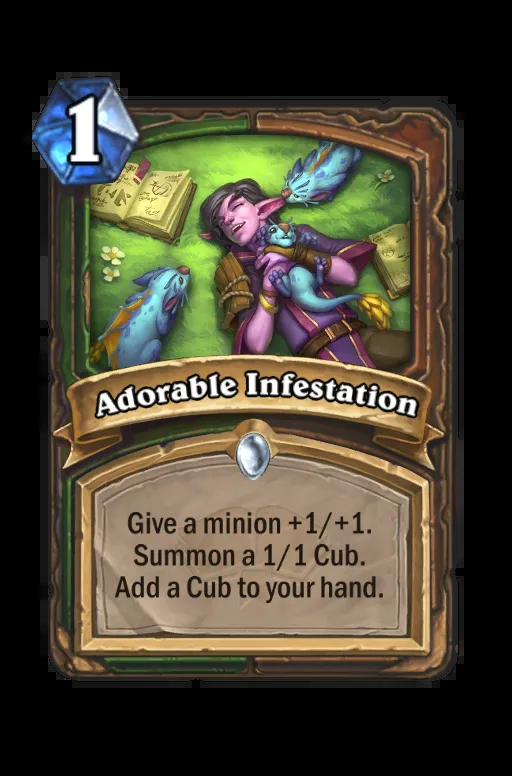 1
Adorable Infestation
Give a minion +1/+1.
Summon a 1/1 Cub.
Add a Cub to your hand.